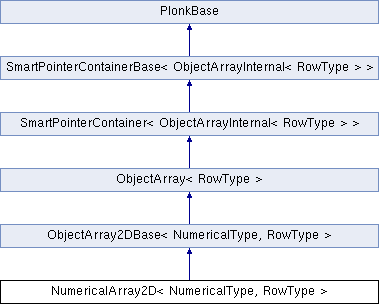 PlonkBase
SmartPointerContainerBase< ObjectArrayInternal< RowType > >
SmartPointerContainer< ObjectArrayInternal< RowType > >
ObjectArray< RowType >
ObjectArray2DBase< NumericalType, RowType >
NumericalArray2D< NumericalType, RowType >